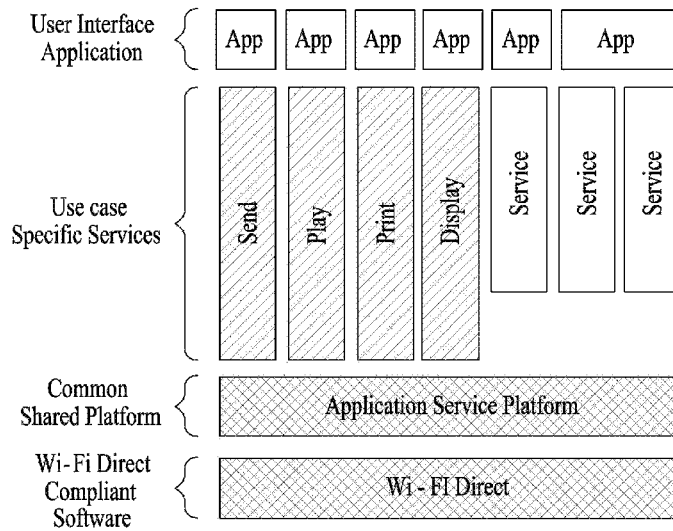 User Interface
Application
App App App App App App
Use case
Specific Services
Send
Play
Print
Display
Service
Service
Service
Common
Shared Platform
Application Service Platform
Wi-Fi Direct
Compliant
Software
Wi - FI Direct